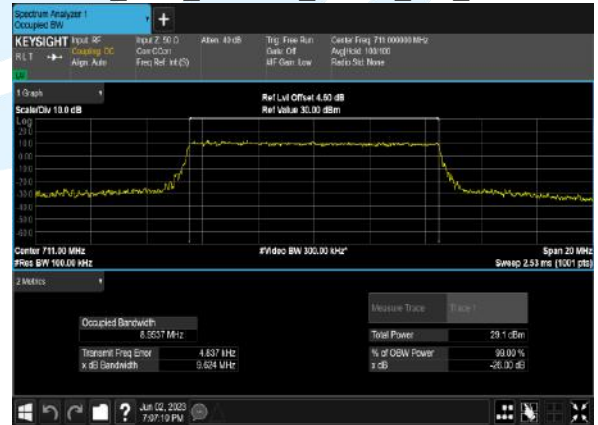 Spectrum Analyzer 1
Occupied BW
+
KEYSIGHT Input: RF Input Z: 50 Ω Atten: 40 dB Trig: Free Run Center Freq: 711.000000 MHz
RLT Coupling: DC Corr CCorr Gate: Off Avg|Hold: 100/100
Align: Auto Freq Ref: Int (S) #IF Gain: Low Radio Std: None
1 Graph
Ref Lvl Offset 4.60 dB
Scale/Div 10.0 dB Ref Value 30.00 dBm
Log
20.0
10.0
0.00
-10.0
-20.0
-30.0
-40.0
-50.0
-60.0
Center 711.00 MHz #Video BW 300.00 kHz* Span 20 MHz
#Res BW 100.00 kHz Sweep 2.53 ms (1001 pts)
2 Metrics
Measure Trace Trace 1
Occupied Bandwidth
Total Power 29.1 dBm
Transmit Freq Error 4.837 kHz % of OBW Power 99.00 %
x dB Bandwidth 9.624 MHz x dB -26.00 dB
?
Jun 02, 2023
7:07:19 PM